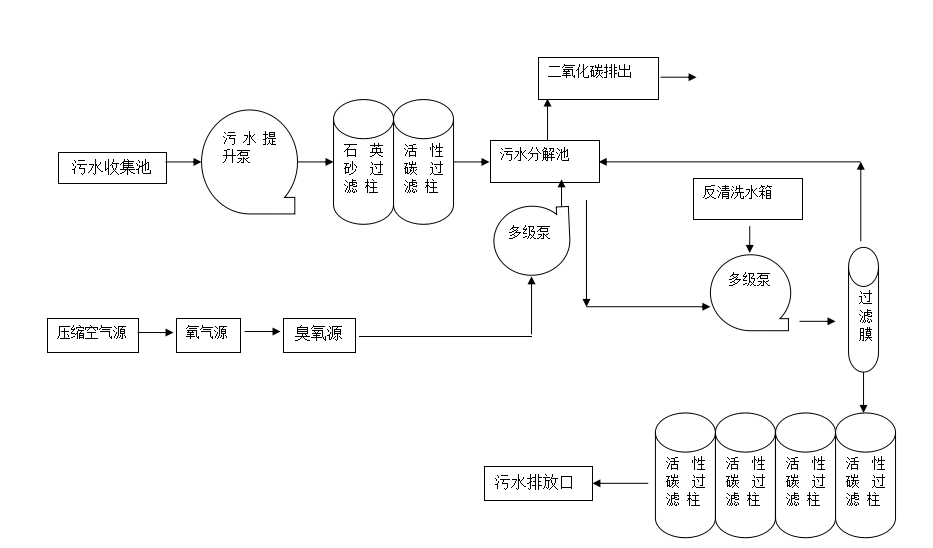 二氧化碳排出
污水提
升泵
石英
砂过
滤柱
活性
碳过
滤柱
污水收集池
污水分解池
反清洗水箱
多级泵
多级泵
过
滤
膜
压缩空气源
氧气源
臭氧源
活性
碳过
滤柱
活性
碳过
滤柱
活性
碳过
滤柱
活性
碳过
滤柱
污水排放口